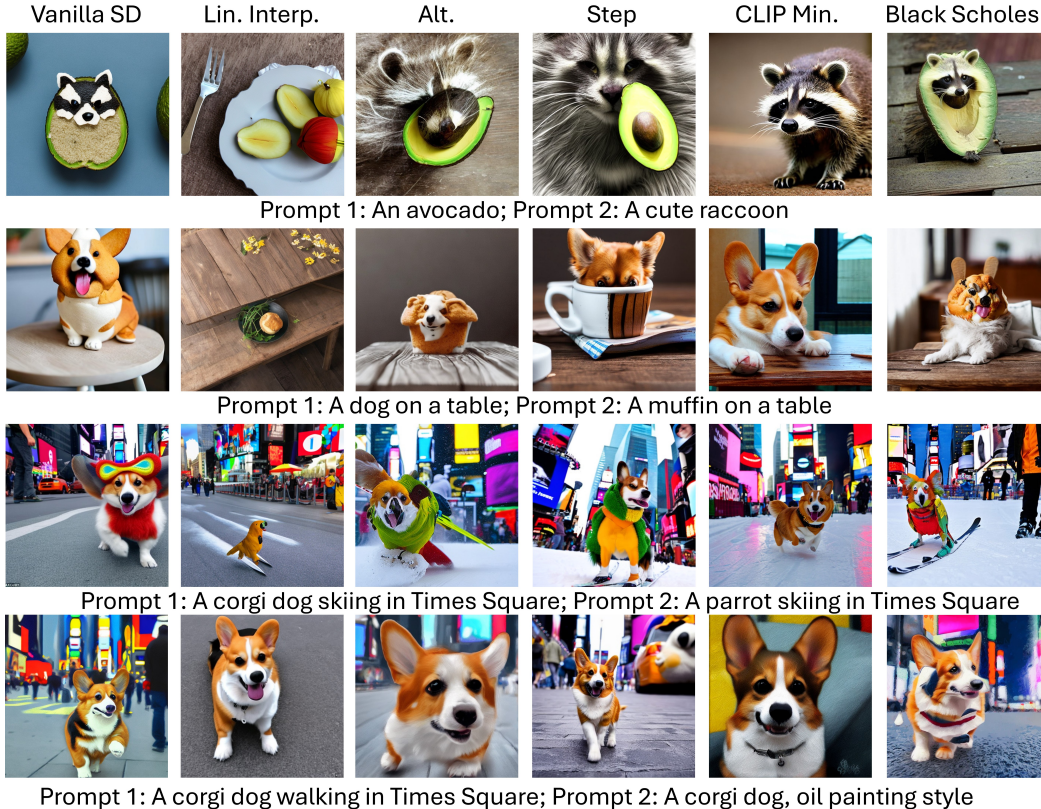 Vanilla SD Lin. Interp. Alt. Step CLIP Min. Black Scholes
Prompt 1: An avocado; Prompt 2: A cute raccoon
Prompt 1: A dog on a table; Prompt 2: A muffin on a table
Prompt 1: A corgi dog skiing in Times Square; Prompt 2: A parrot skiing in Times Square
Prompt 1: A corgi dog walking in Times Square; Prompt 2: A corgi dog, oil painting style